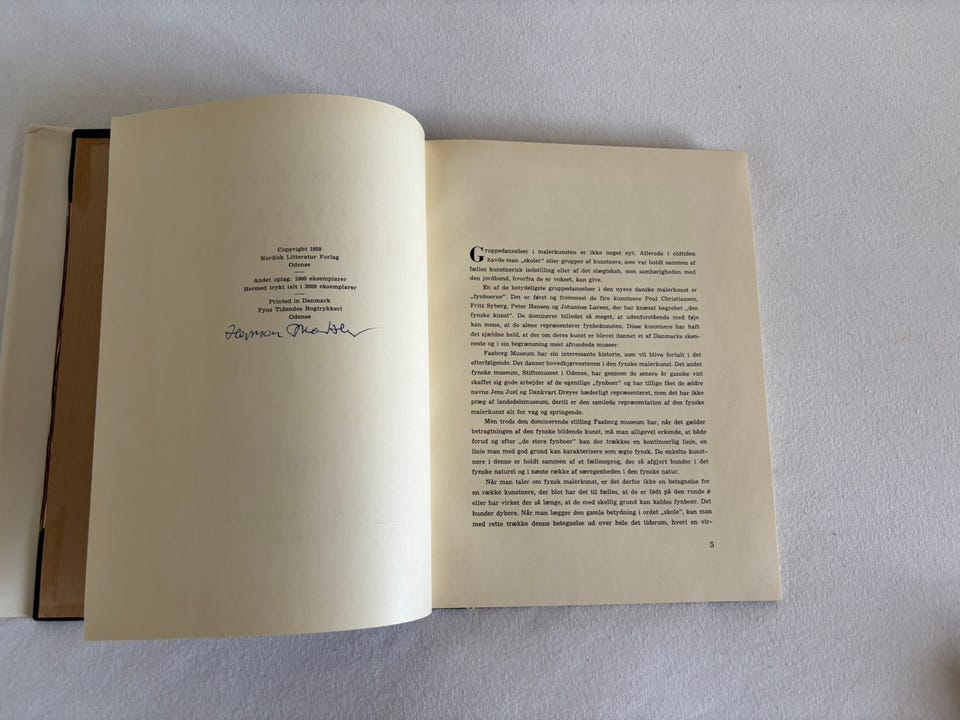 Copyright 1959
Nordisk Litteratur Forlag
Odense
Andet oplag: 1000 eksemplarer
Hermed trykt ialt i 3000 eksemplarer
Printed in Denmark
Fyns Tidendes Bogtrykkeri
Odense
Herman
Gruppedannelser i malerkunsten er ikke noget nyt. Allerede i oldtiden
havde man „skoler" eller grupper af kunstnere, som var holdt sammen af
fælles kunstnerisk indstilling eller af det slægtskab, som samhørigheden med
den jordbund, hvorfra de er vokset, kan give.
En af de betydeligste gruppedannelser i den nyere danske malerkunst er
„fynboerne". Det er først og fremmest de fire kunstnere Poul Christiansen,
Fritz Syberg, Peter Hansen og Johannes Larsen, der har knæsat begrebet „den
fynske kunst". De dominerer billedet så meget, at udenforstående med føje
kan mene, at de alene repræsenterer fynbokunsten. Disse kunstnere har haft
det sjældne held, at der om deres kunst er blevet dannet et af Danmarks skøn-
neste og i sin begrænsning mest afrundede museer.
Faaborg Museum har sin interessante historie, som vil blive fortalt i det
efterfølgende. Det danner hovedhjørnestenen i den fynske malerkunst. Det andet
fynske museum, Stiftsmuseet i Odense, har gennem de senere år ganske vist
skaffet sig gode arbejder af de egentlige „fynboer" og har tillige fået de ældre
navne Jens Juel og Dankvart Dreyer hæderligt repræsenteret, men det har ikke
præg af landsdelsmuseum, dertil er den samlede repræsentation af den fynske
malerkunst alt for vag og springende.
Men trods den dominerende stilling Faaborg museum har, når det gælder
betragtningen af den fynske bildende kunst, må man alligevel erkende, at både
forud og efter „de store fynboer" kan der trækkes en kontinuerlig linie, en
linie man med god grund kan karakterisere som ægte fynsk. De enkelte kunst-
nere i denne er holdt sammen af et fællessprog, der så afgjort bunder i det
fynske naturel og i næste række af særegenheden i den fynske natur.
Når man taler om fynsk malerkunst, er det derfor ikke en betegnelse for
en række kunstnere, der blot har det til fælles, at de er født på den runde ø
eller har virket der så længe, at de med skellig grund kan kaldes fynboer. Det
bunder dybere. Når man lægger den gamle betydning i ordet „skole", kan man
med rette trække denne betegnelse ud over hele det tidsrum, hvori en vir-
5